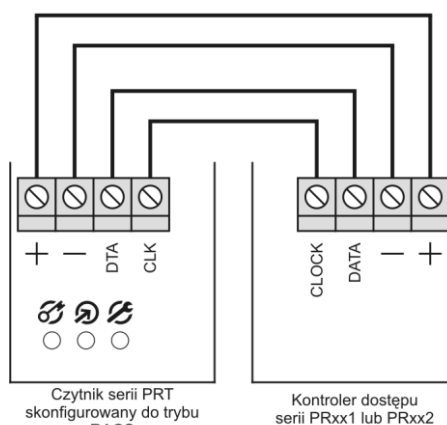 + — DTA CLK
CLOCK DATA — +
Czytnik serii PRT
skonfigurowany do trybu
Kontroler dostępu
serii PRxx1 lub PRxx2